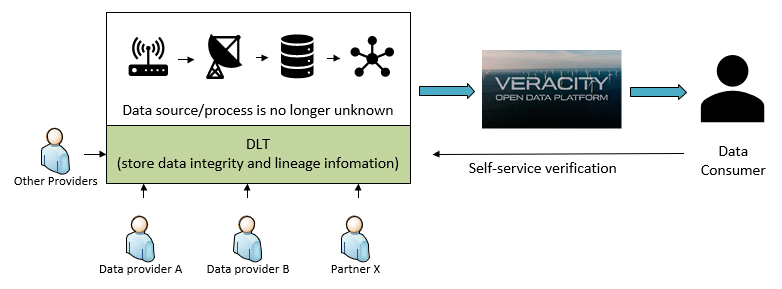 Data source/process is no longer unknown
VERACITY
OPEN DATA PLATFORM
DLT
(store data integrity and lineage infomation)
Other Providers
Self-service verification
Data
Consumer
Data provider A
Data provider B
Partner X